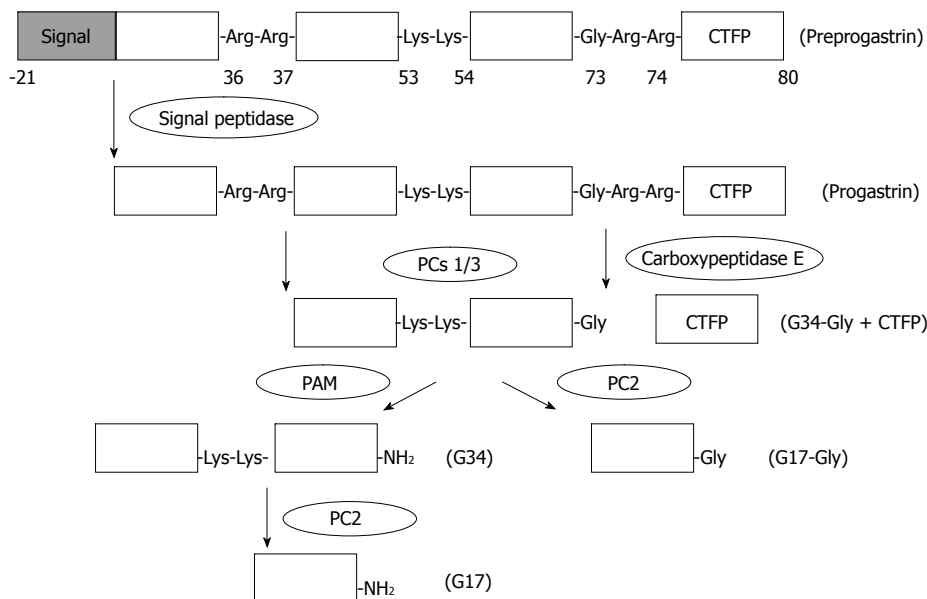 Signal -Arg-Arg- -Lys-Lys- -Gly-Arg-Arg- CTFP (Preprogastrin)
-21 36 37 53 54 73 74 80
Signal peptidase
-Arg-Arg- -Lys-Lys- -Gly-Arg-Arg- CTFP (Progastrin)
PCs 1/3 Carboxypeptidase E
-Lys-Lys- -Gly CTFP (G34-Gly + CTFP)
PAM PC2
-Lys-Lys- -NH₂ (G34) -Gly (G17-Gly)
PC2
-NH₂ (G17)